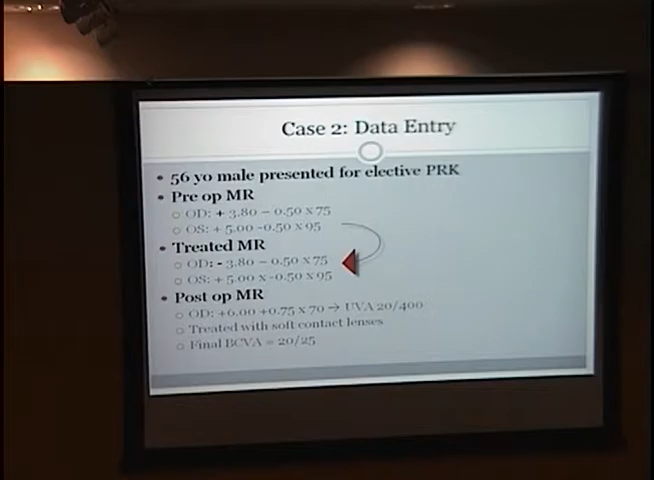 Case 2: Data Entry
• 56 yo male presented for elective PRK
• Pre op MR
○ OD: + 3.80 – 0.50 x 75
○ OS: + 5.00 -0.50 x 95
• Treated MR
○ OD: - 3.80 – 0.50 x 75
○ OS: + 5.00 x -0.50 x 95
• Post op MR
○ OD: +6.00 +0.75 x 70 → UVA 20/400
○ Treated with soft contact lenses
○ Final BCVA = 20/25